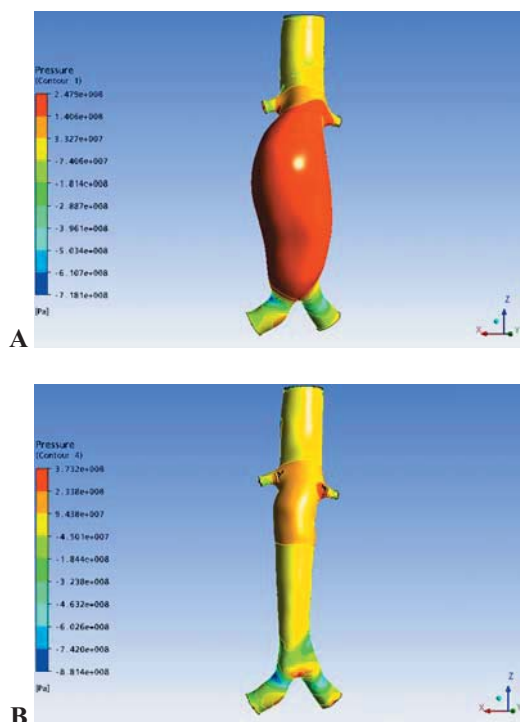 Pressure
(Contour 1)
2.479e+008
1.406e+008
3.327e+007
-7.406e+007
-1.814e+008
-2.887e+008
-3.961e+008
-5.034e+008
-6.107e+008
-7.181e+008
[Pa]
Z
X
Y
A
Pressure
(Contour 4)
3.732e+008
2.338e+008
9.438e+007
-4.501e+007
-1.844e+008
-3.238e+008
-4.632e+008
-6.026e+008
-7.420e+008
-8.814e+008
[Pa]
Z
X
Y
B